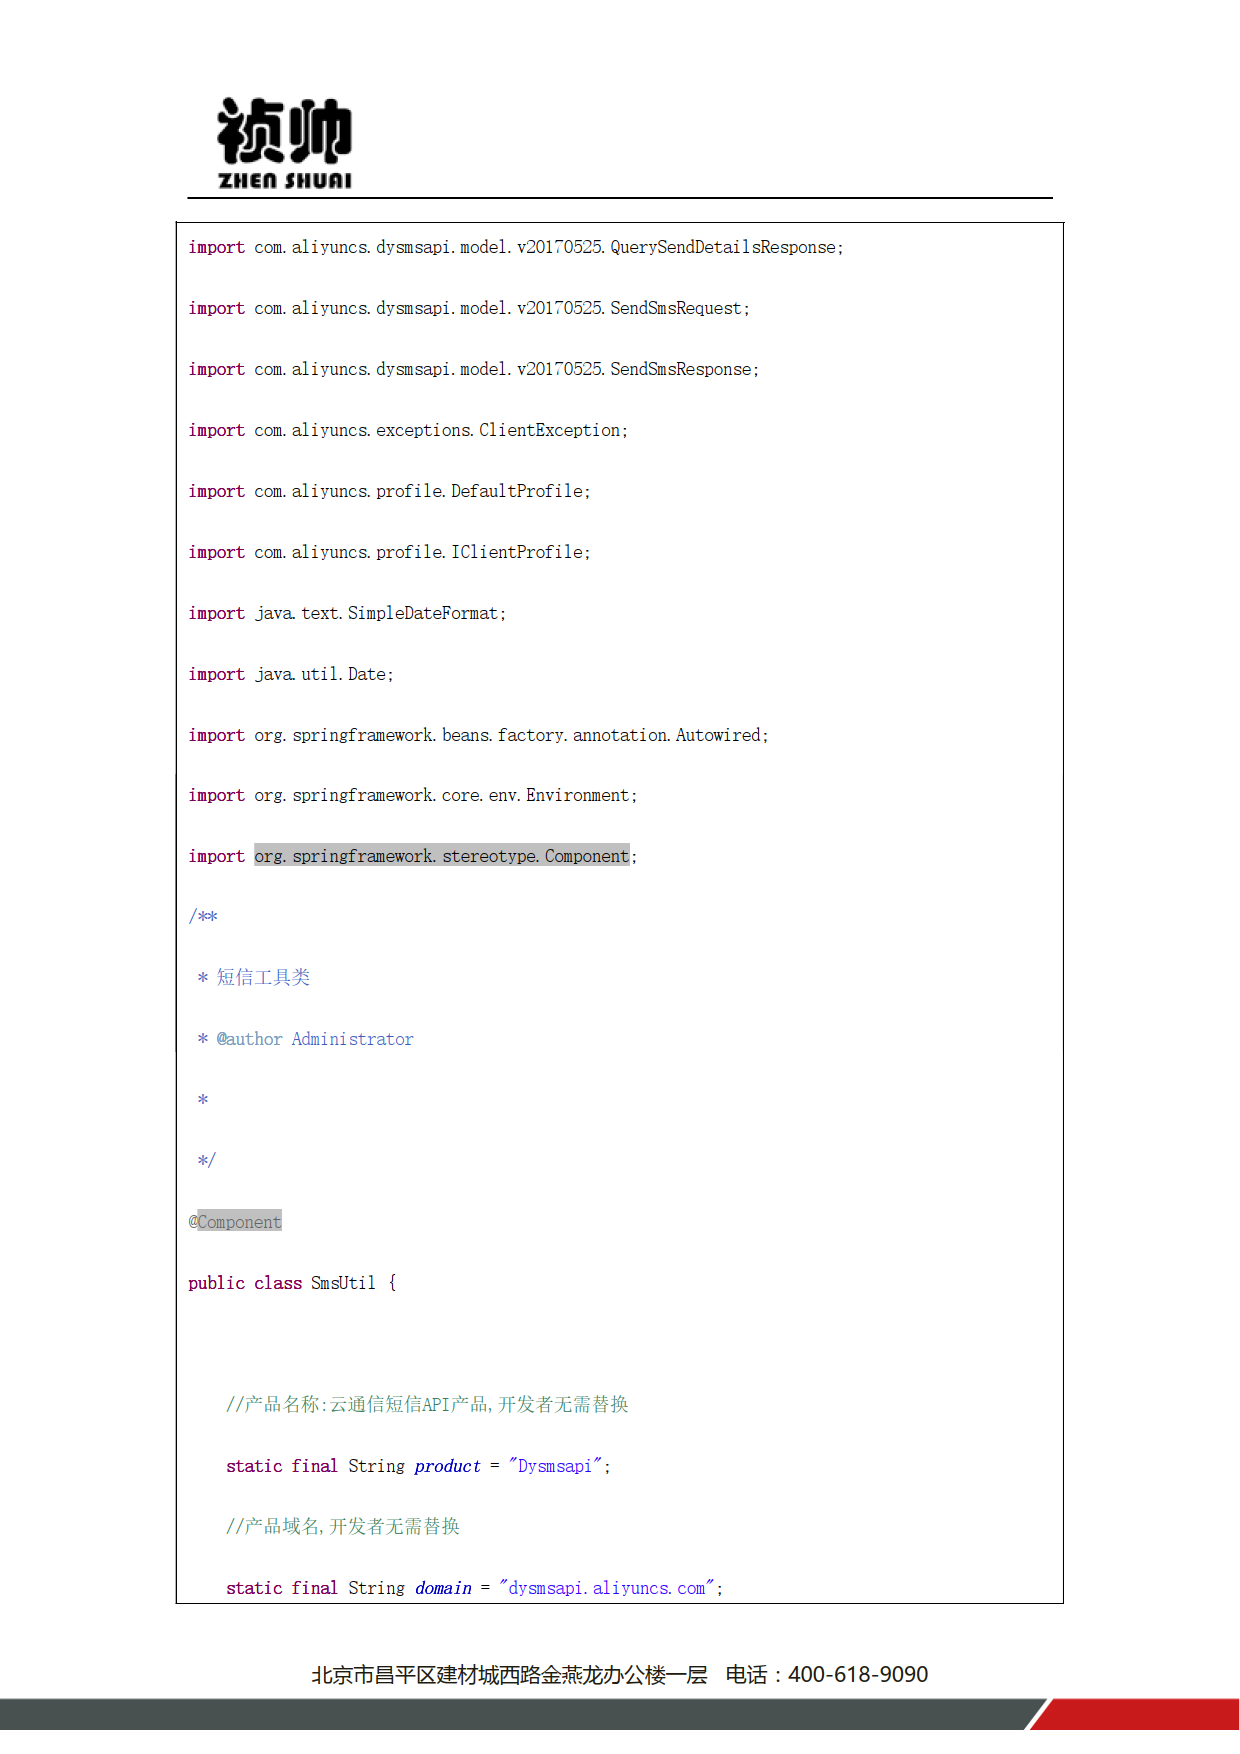 祯帅
ZHEN SHUAI
import com.aliyuncs.dysmsapi.model.v20170525.QuerySendDetailsResponse;
import com.aliyuncs.dysmsapi.model.v20170525.SendSmsRequest;
import com.aliyuncs.dysmsapi.model.v20170525.SendSmsResponse;
import com.aliyuncs.exceptions.ClientException;
import com.aliyuncs.profile.DefaultProfile;
import com.aliyuncs.profile.IClientProfile;
import java.text.SimpleDateFormat;
import java.util.Date;
import org.springframework.beans.factory.annotation.Autowired;
import org.springframework.core.env.Environment;
import org.springframework.stereotype.Component;
/**
 * 短信工具类
 * @author Administrator
 *
 */
@Component
public class SmsUtil {
    //产品名称:云通信短信API产品,开发者无需替换
    static final String product = "Dysmsapi";
    //产品域名,开发者无需替换
    static final String domain = "dysmsapi.aliyuncs.com";
北京市昌平区建材城西路金燕龙办公楼一层 电话：400-618-9090